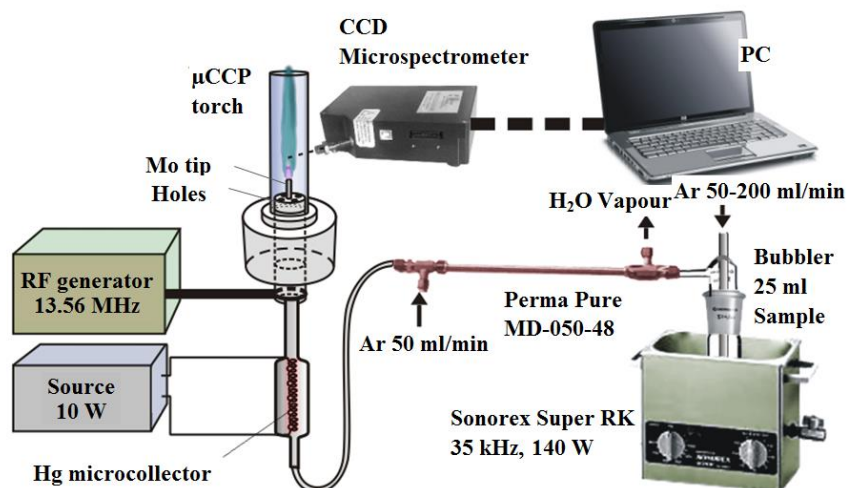 CCD
Microspectrometer
PC
µCCP
torch
Mo tip
Holes
H₂O Vapour
Ar 50-200 ml/min
RF generator
13.56 MHz
Bubbler
25 ml
Sample
Perma Pure
MD-050-48
Ar 50 ml/min
Source
10 W
Sonorex Super RK
35 kHz, 140 W
Hg microcollector
SONOREX